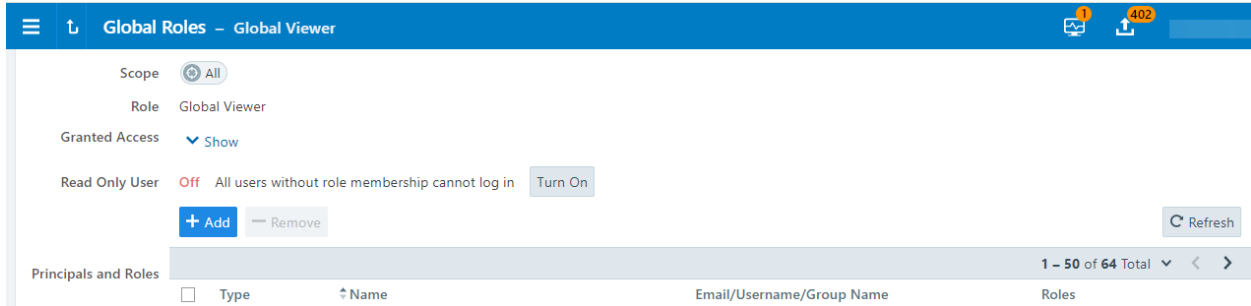 Global Roles – Global Viewer 1 402
Scope All
Role Global Viewer
Granted Access Show
Read Only User Off All users without role membership cannot log in Turn On
+ Add − Remove Refresh
Principals and Roles 1 – 50 of 64 Total
Type Name Email/Username/Group Name Roles